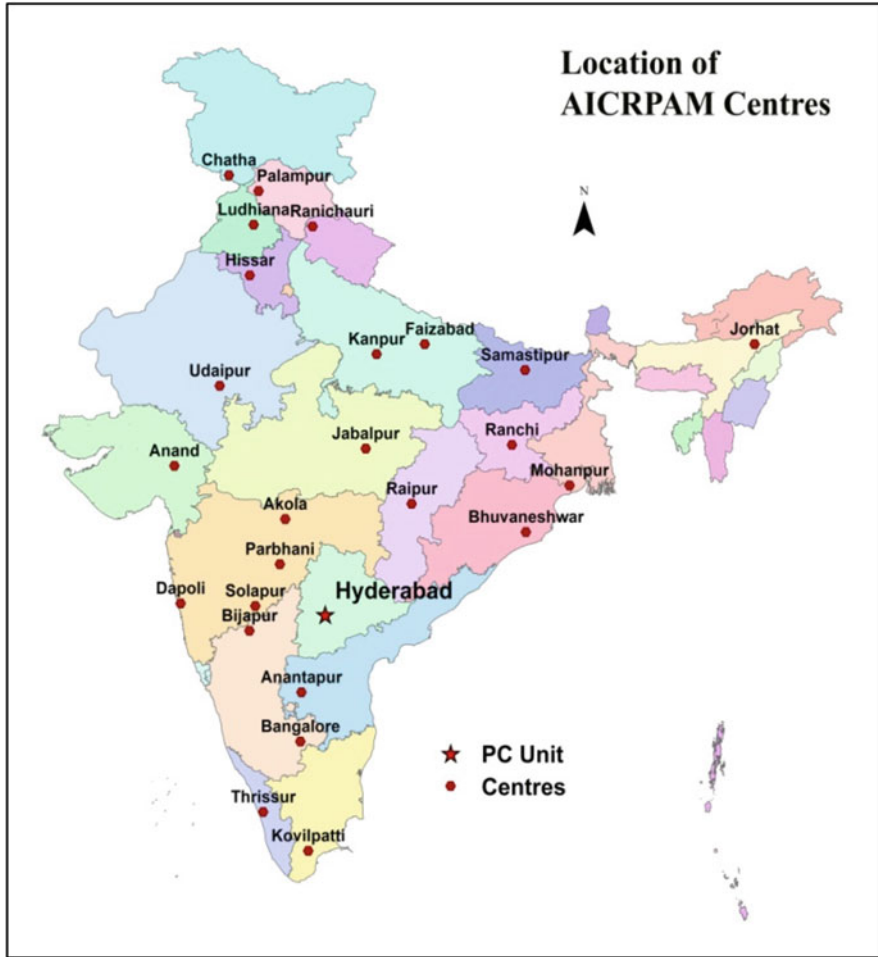 Location of
AICRPAM Centres
N
Chatha
Palampur
Ludhiana
Ranichauri
Hissar
Faizabad
Kanpur
Jorhat
Samastipur
Udaipur
Jabalpur
Ranchi
Anand
Mohanpur
Raipur
Akola
Bhuvaneshwar
Parbhani
Dapoli
Solapur
Hyderabad
Bijapur
Anantapur
Bangalore
PC Unit
Centres
Thrissur
Kovilpatti